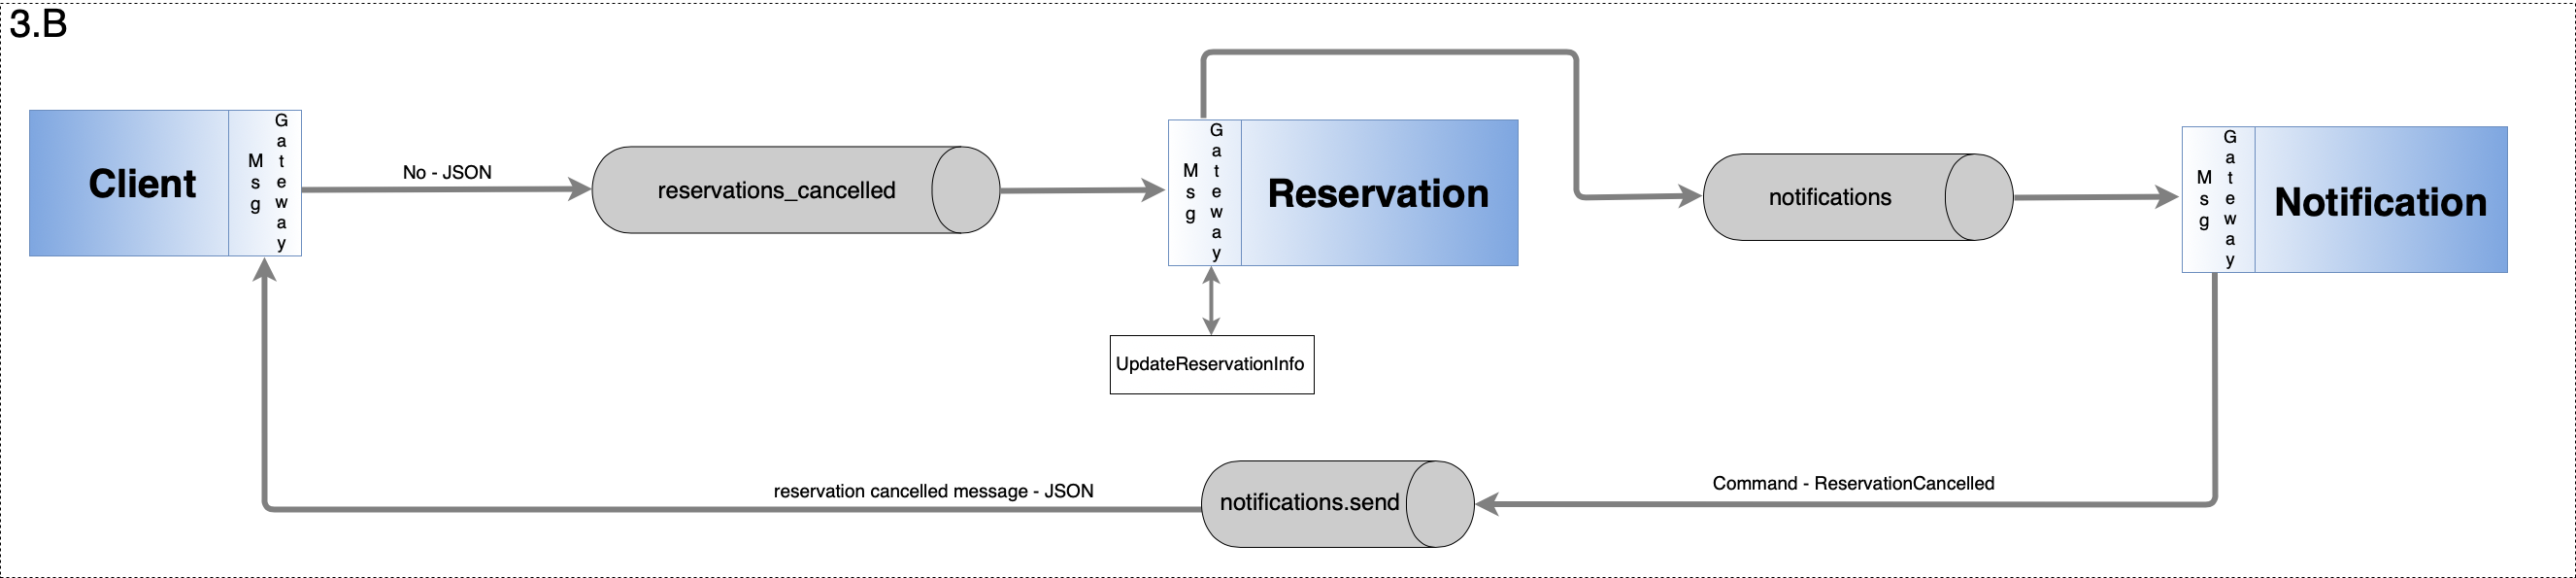 3.B
Client
Msg
Gateway
No - JSON
reservations_cancelled
Msg
Gateway
Reservation
notifications
Msg
Gateway
Notification
UpdateReservationInfo
reservation cancelled message - JSON
notifications.send
Command - ReservationCancelled